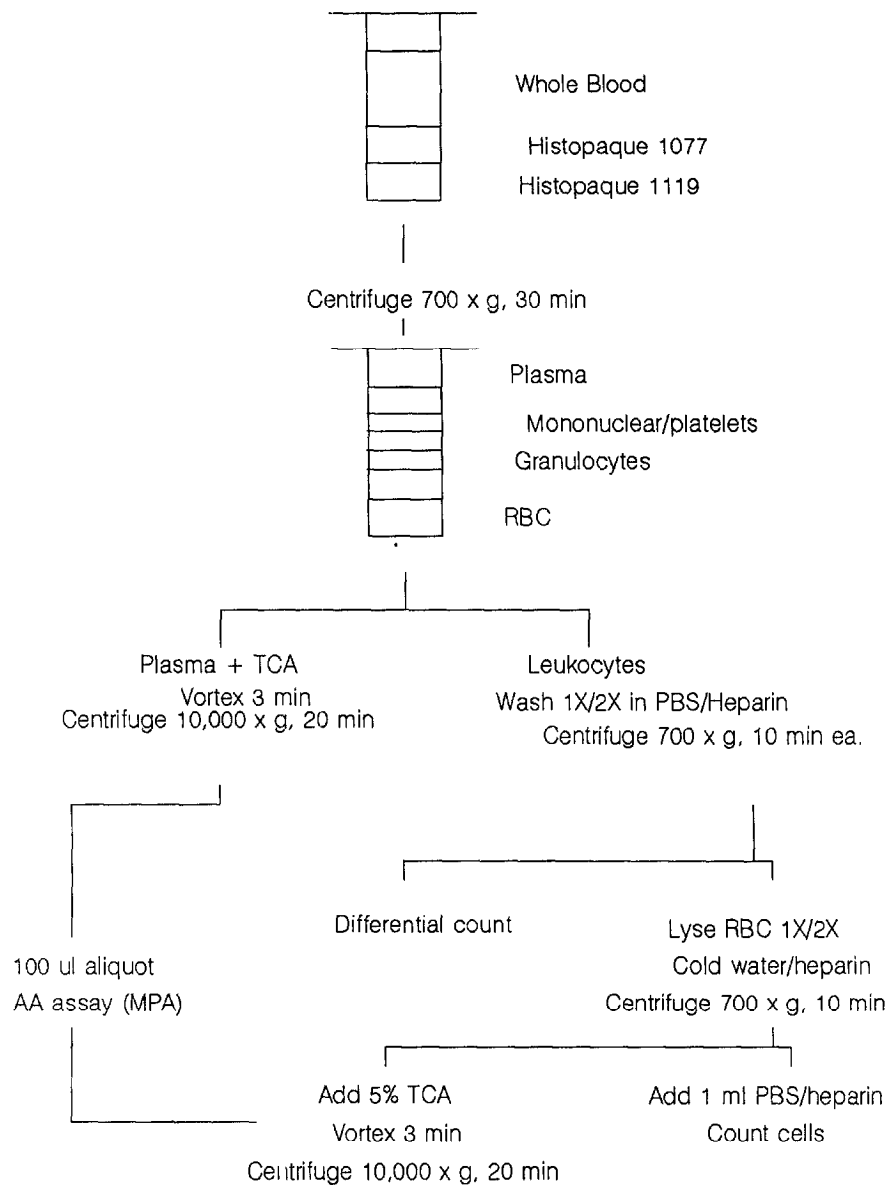 Whole Blood
Histopaque 1077
Histopaque 1119
Centrifuge 700 x g, 30 min
Plasma
Mononuclear/platelets
Granulocytes
RBC
Plasma + TCA
Vortex 3 min
Centrifuge 10,000 x g, 20 min
Leukocytes
Wash 1X/2X in PBS/Heparin
Centrifuge 700 x g, 10 min ea.
Differential count
Lyse RBC 1X/2X
Cold water/heparin
Centrifuge 700 x g, 10 min
100 ul aliquot
AA assay (MPA)
Add 5% TCA
Vortex 3 min
Centrifuge 10,000 x g, 20 min
Add 1 ml PBS/heparin
Count cells